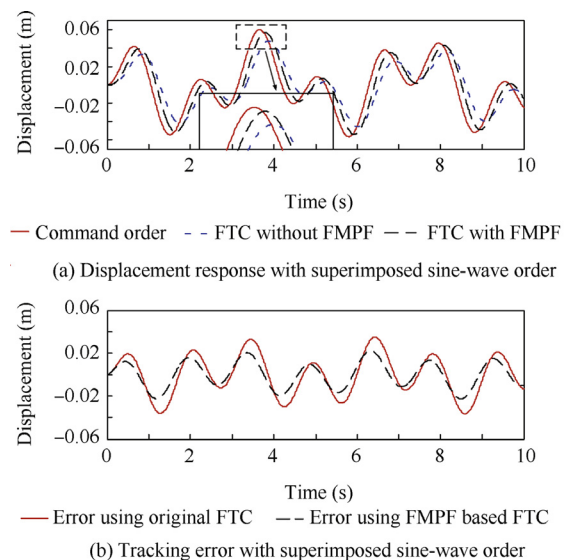 0.06
0.02
−0.02
−0.06
Displacement (m)
0 2 4 6 8 10
Time (s)
Command order FTC without FMPF FTC with FMPF
(a) Displacement response with superimposed sine-wave order
0.06
0.02
−0.02
−0.06
Displacement (m)
0 2 4 6 8 10
Time (s)
Error using original FTC Error using FMPF based FTC
(b) Tracking error with superimposed sine-wave order